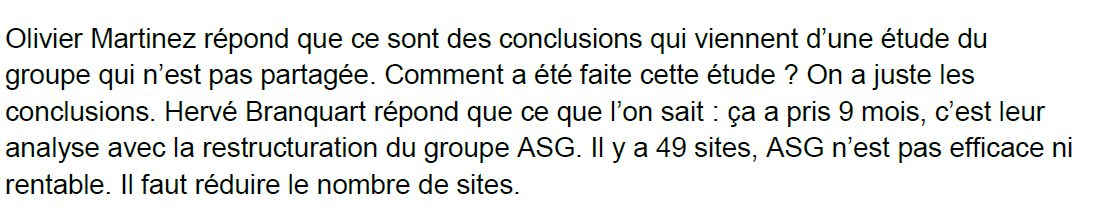 Olivier Martinez répond que ce sont des conclusions qui viennent d’une étude du
groupe qui n’est pas partagée. Comment a été faite cette étude ? On a juste les
conclusions. Hervé Branquart répond que ce que l’on sait : ça a pris 9 mois, c’est leur
analyse avec la restructuration du groupe ASG. Il y a 49 sites, ASG n’est pas efficace ni
rentable. Il faut réduire le nombre de sites.